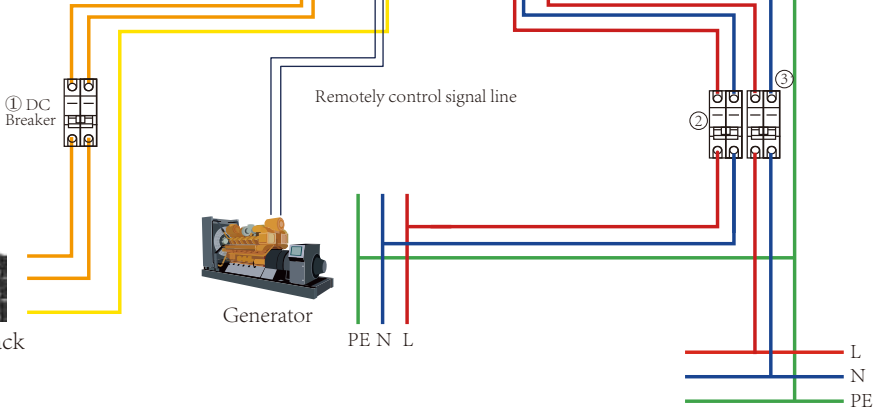 ① DC
Breaker
Remotely control signal line
②
③
Generator
PE N L
L
N
PE